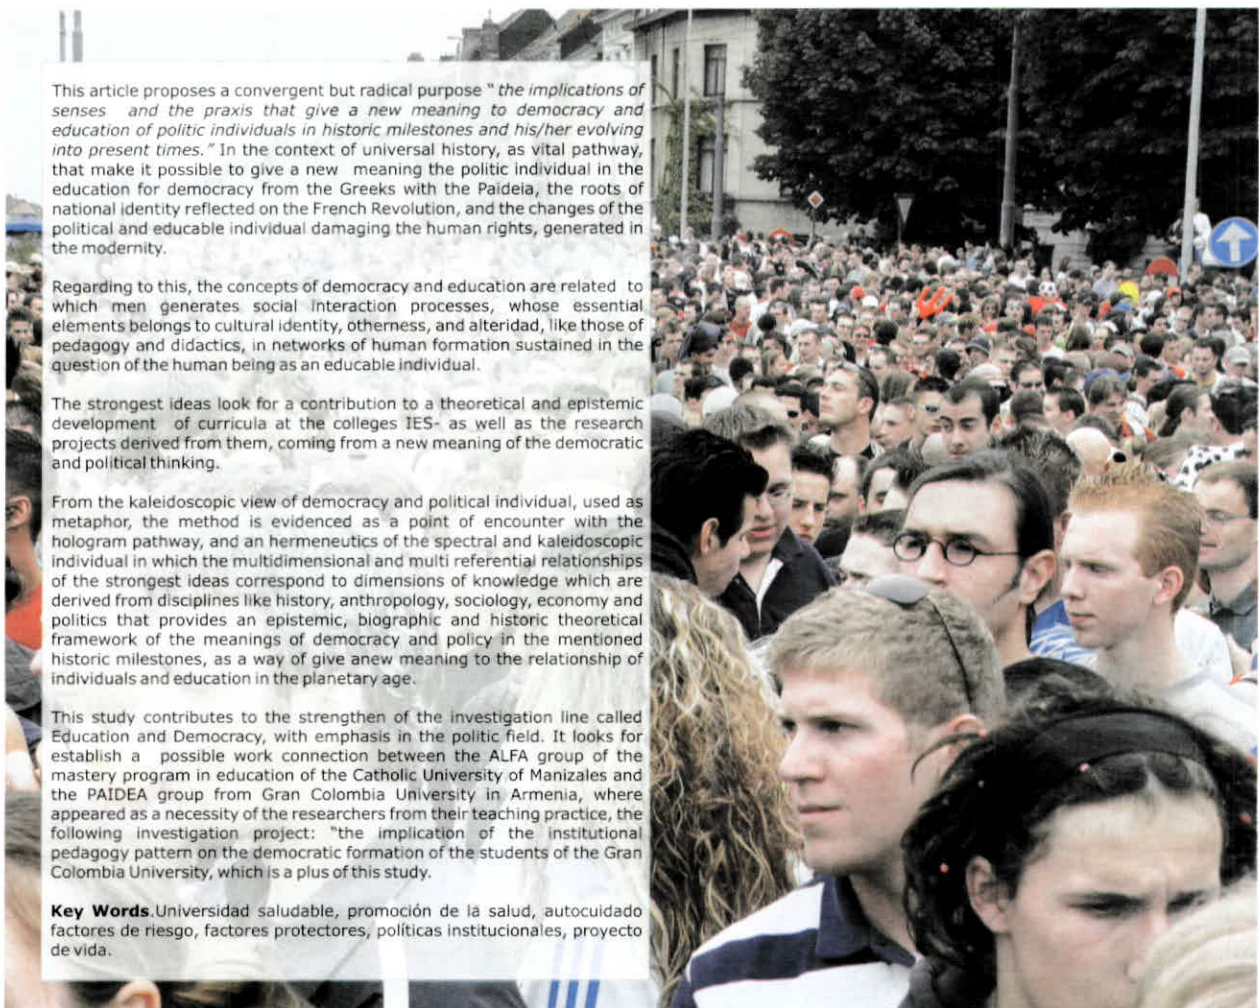 This article proposes a convergent but radical purpose “ the implications of
senses and the praxis that give a new meaning to democracy and
education of politic individuals in historic milestones and his/her evolving
into present times.” In the context of universal history, as vital pathway,
that make it possible to give a new meaning the politic individual in the
education for democracy from the Greeks with the Paideia, the roots of
national identity reflected on the French Revolution, and the changes of the
political and educable individual damaging the human rights, generated in
the modernity.
Regarding to this, the concepts of democracy and education are related to
which men generates social interaction processes, whose essential
elements belongs to cultural identity, otherness, and alteridad, like those of
pedagogy and didactics, in networks of human formation sustained in the
question of the human being as an educable individual.
The strongest ideas look for a contribution to a theoretical and epistemic
development of curricula at the colleges IES- as well as the research
projects derived from them, coming from a new meaning of the democratic
and political thinking.
From the kaleidoscopic view of democracy and political individual, used as
metaphor, the method is evidenced as a point of encounter with the
hologram pathway, and an hermeneutics of the spectral and kaleidoscopic
individual in which the multidimensional and multi referential relationships
of the strongest ideas correspond to dimensions of knowledge which are
derived from disciplines like history, anthropology, sociology, economy and
politics that provides an epistemic, biographic and historic theoretical
framework of the meanings of democracy and policy in the mentioned
historic milestones, as a way of give anew meaning to the relationship of
individuals and education in the planetary age.
This study contributes to the strengthen of the investigation line called
Education and Democracy, with emphasis in the politic field. It looks for
establish a possible work connection between the ALFA group of the
mastery program in education of the Catholic University of Manizales and
the PAIDEA group from Gran Colombia University in Armenia, where
appeared as a necessity of the researchers from their teaching practice, the
following investigation project: “the implication of the institutional
pedagogy pattern on the democratic formation of the students of the Gran
Colombia University, which is a plus of this study.
Key Words.Universidad saludable, promoción de la salud, autocuidado
factores de riesgo, factores protectores, políticas institucionales, proyecto
de vida.